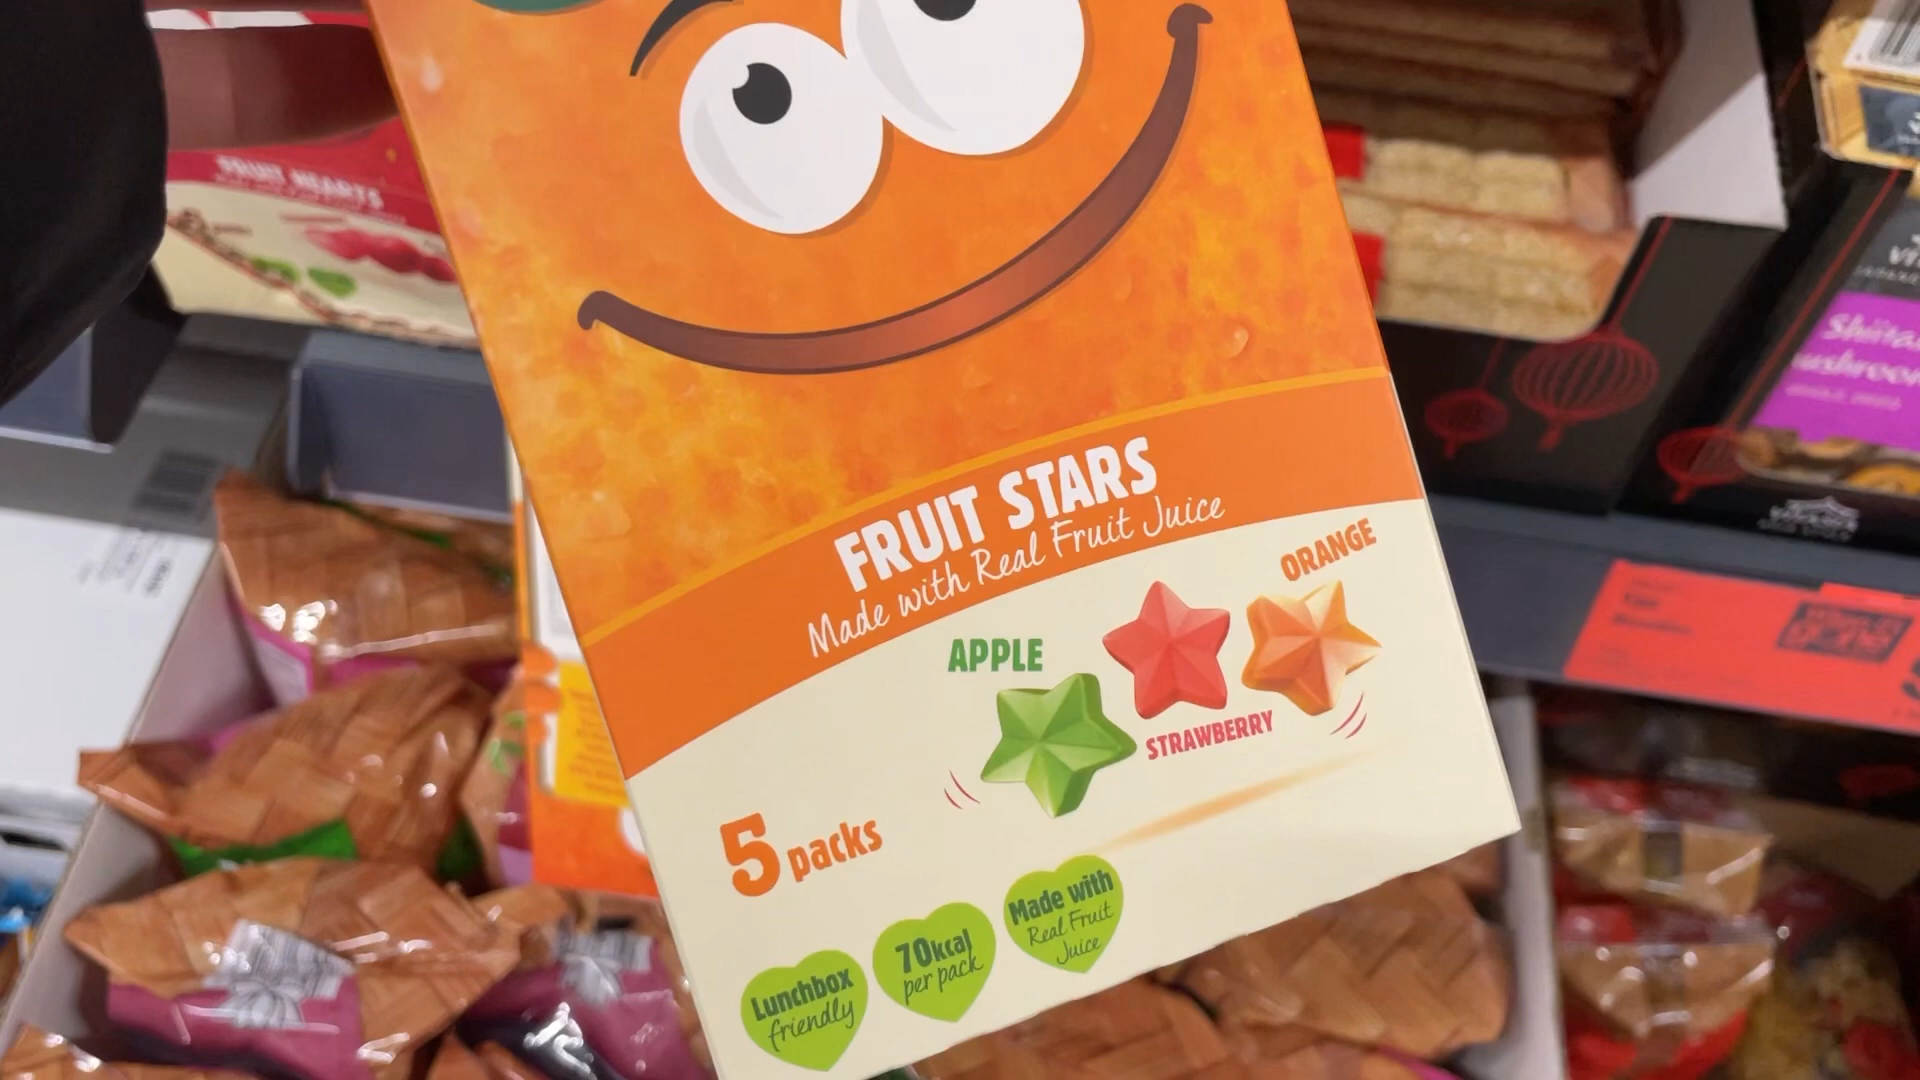 FRUIT HEARTS
FRUIT STARS
Made with Real Fruit Juice
ORANGE
APPLE
STRAWBERRY
5 packs
Made with
Real Fruit
Juice
70kcal
per pack
Lunchbox
friendly